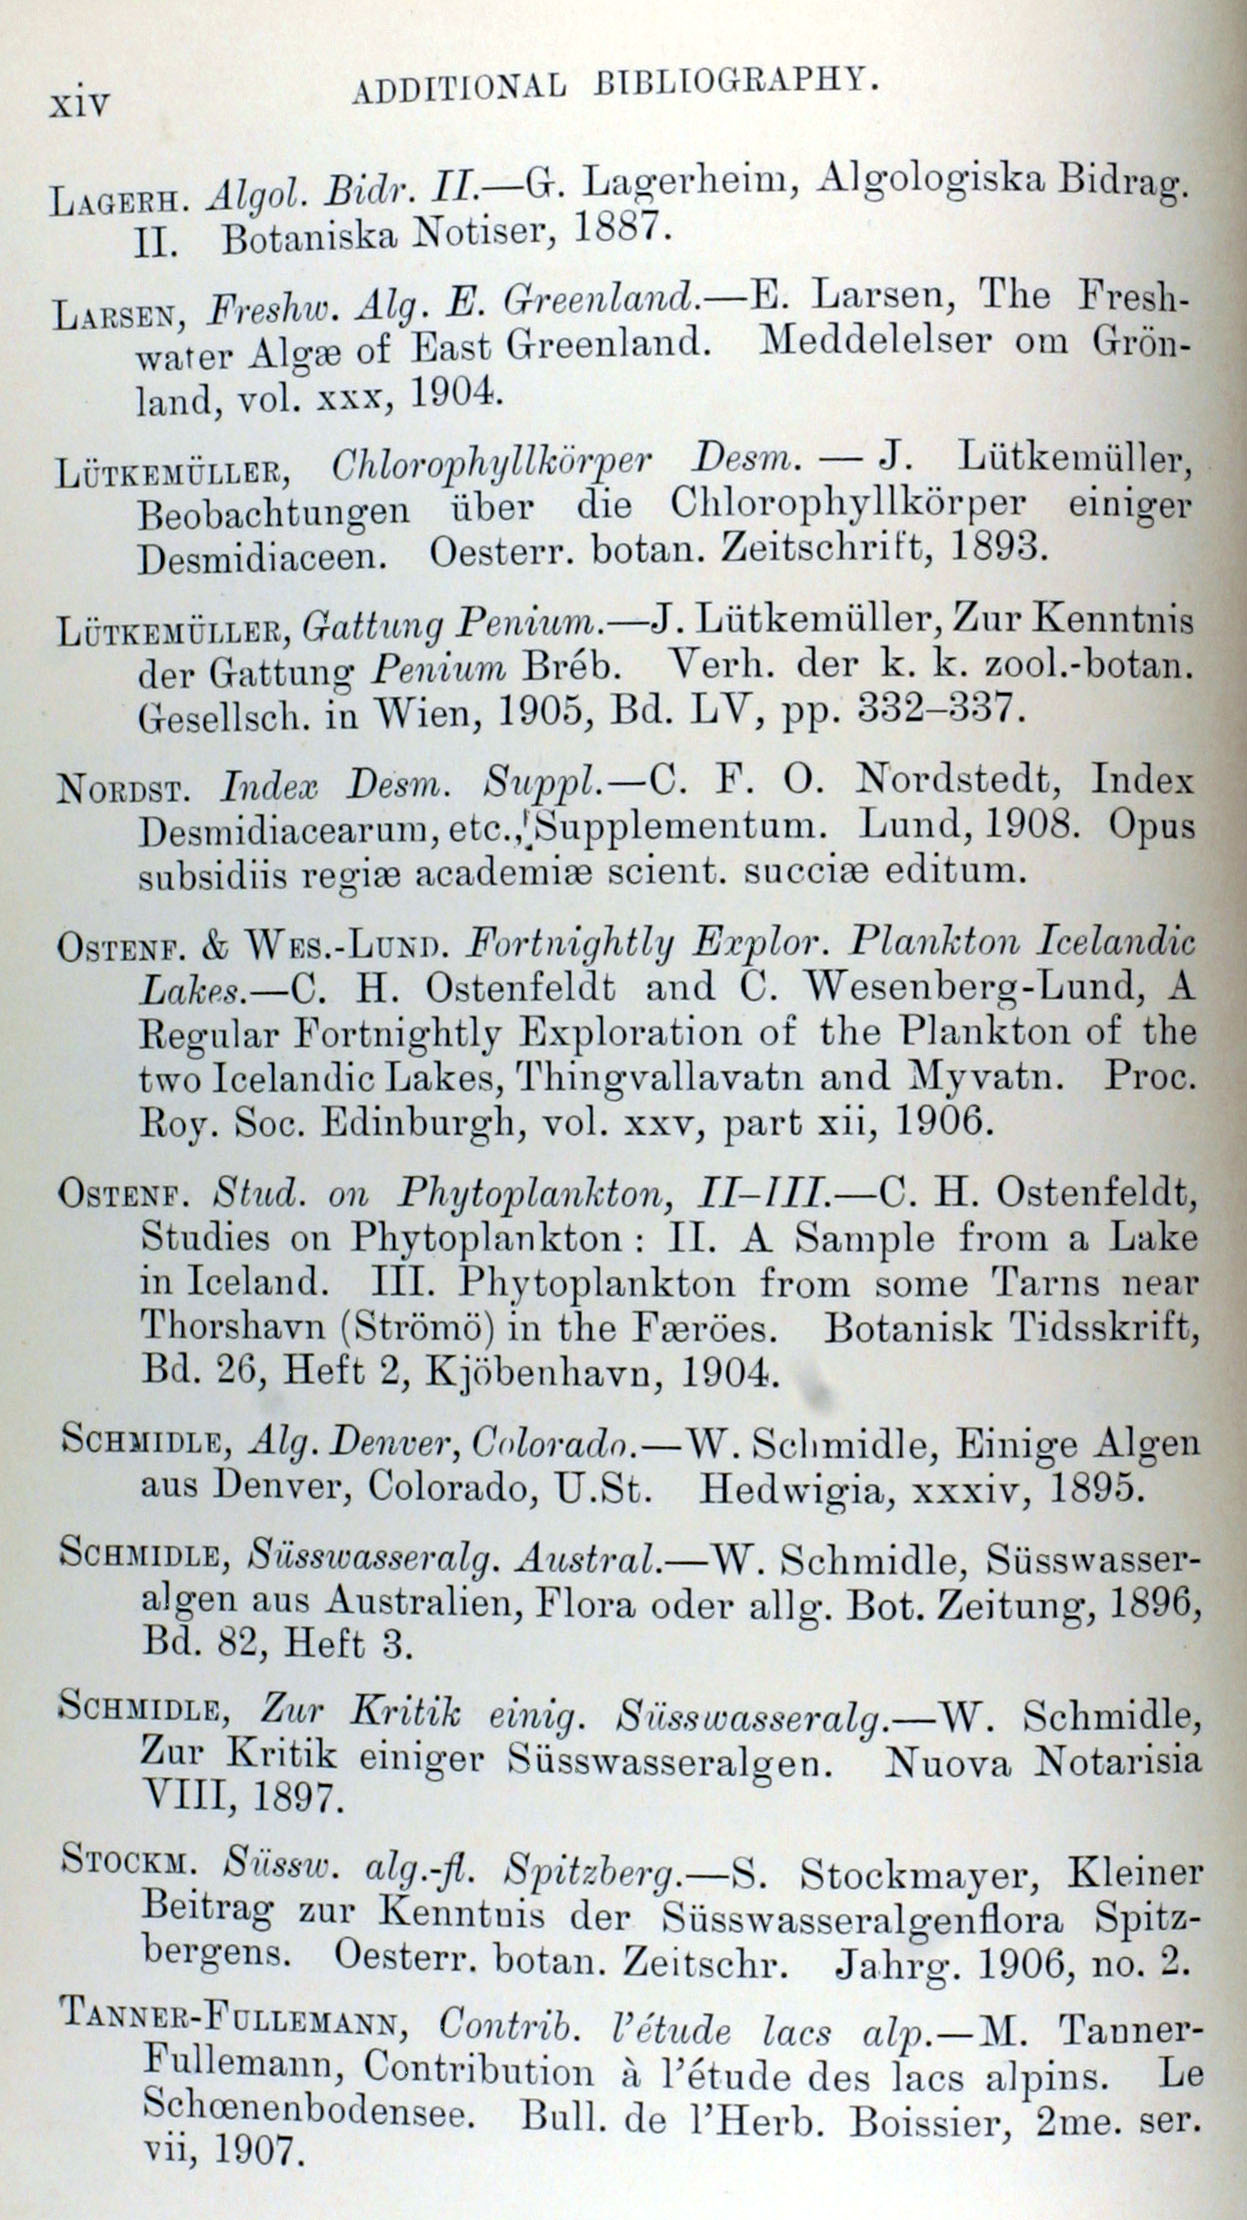 xiv ADDITIONAL BIBLIOGRAPHY.
LAGERH. Algol. Bidr. II.—G. Lagerheim, Algologiska Bidrag.
II. Botaniska Notiser, 1887.
LARSEN, Freshw. Alg. E. Greenland.—E. Larsen, The Fresh-
water Algæ of East Greenland. Meddelelser om Grön-
land, vol. xxx, 1904.
LÜTKEMÜLLER, Chlorophyllkörper Desm. — J. Lütkemüller,
Beobachtungen über die Chlorophyllkörper einiger
Desmidiaceen. Oesterr. botan. Zeitschrift, 1893.
LÜTKEMÜLLER, Gattung Penium.—J. Lütkemüller, Zur Kenntnis
der Gattung Penium Bréb. Verh. der k. k. zool.-botan.
Gesellsch. in Wien, 1905, Bd. LV, pp. 332–337.
NORDST. Index Desm. Suppl.—C. F. O. Nordstedt, Index
Desmidiacearum, etc., Supplementum. Lund, 1908. Opus
subsidiis regiæ academiæ scient. succiæ editum.
OSTENF. & WES.-LUND. Fortnightly Explor. Plankton Icelandic
Lakes.—C. H. Ostenfeldt and C. Wesenberg-Lund, A
Regular Fortnightly Exploration of the Plankton of the
two Icelandic Lakes, Thingvallavatn and Myvatn. Proc.
Roy. Soc. Edinburgh, vol. xxv, part xii, 1906.
OSTENF. Stud. on Phytoplankton, II–III.—C. H. Ostenfeldt,
Studies on Phytoplankton : II. A Sample from a Lake
in Iceland. III. Phytoplankton from some Tarns near
Thorshavn (Strömö) in the Færöes. Botanisk Tidsskrift,
Bd. 26, Heft 2, Kjöbenhavn, 1904.
SCHMIDLE, Alg. Denver, Colorado.—W. Schmidle, Einige Algen
aus Denver, Colorado, U.St. Hedwigia, xxxiv, 1895.
SCHMIDLE, Süsswasseralg. Austral.—W. Schmidle, Süsswasser-
algen aus Australien, Flora oder allg. Bot. Zeitung, 1896,
Bd. 82, Heft 3.
SCHMIDLE, Zur Kritik einig. Süsswasseralg.—W. Schmidle,
Zur Kritik einiger Süsswasseralgen. Nuova Notarisia
VIII, 1897.
STOCKM. Süssw. alg.-fl. Spitzberg.—S. Stockmayer, Kleiner
Beitrag zur Kenntnis der Süsswasseralgenflora Spitz-
bergens. Oesterr. botan. Zeitschr. Jahrg. 1906, no. 2.
TANNER-FULLEMANN, Contrib. l'étude lacs alp.—M. Tanner-
Fullemann, Contribution à l'étude des lacs alpins. Le
Schœnenbodensee. Bull. de l'Herb. Boissier, 2me. ser.
vii, 1907.